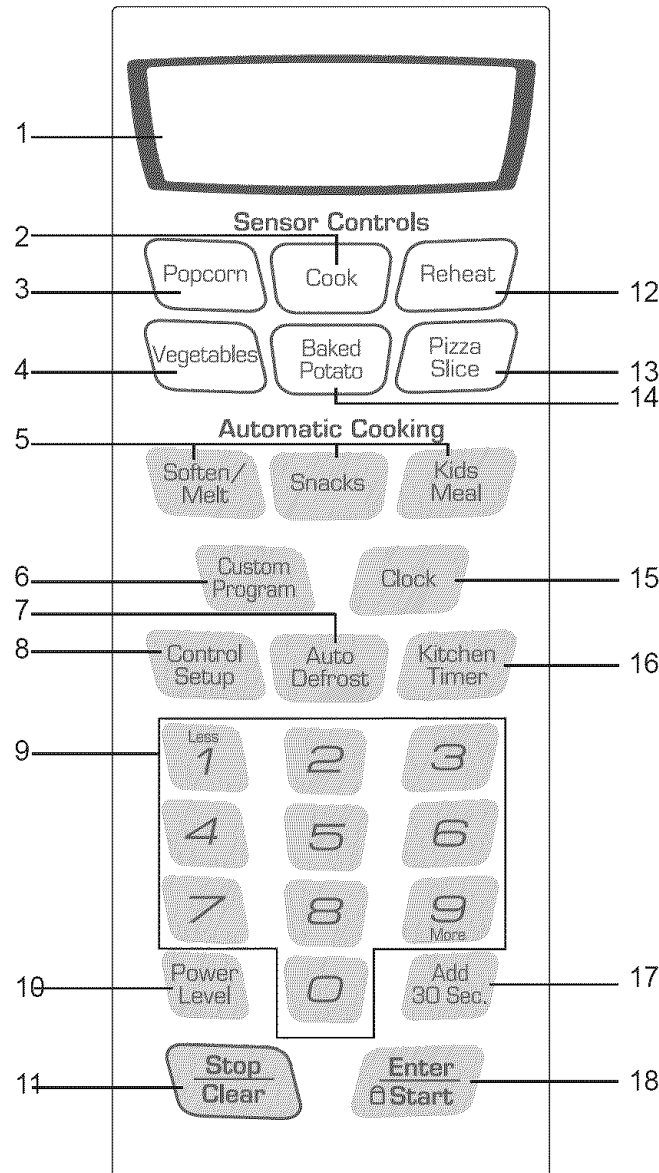 1
Sensor Controls
2
Popcorn
Cook
Reheat
3
12
Vegetables
Baked
Potato
Pizza
Slice
4
13
14
Automatic Cooking
5
Soften/
Melt
Snacks
Kids
Meal
6
Custom
Program
Clock
15
7
8
Control
Setup
Auto
Defrost
Kitchen
Timer
16
9
Less
1
2
3
4
5
6
7
8
9
More
10
Power
Level
0
Add
30 Sec.
17
11
Stop
Clear
Enter
Start
18